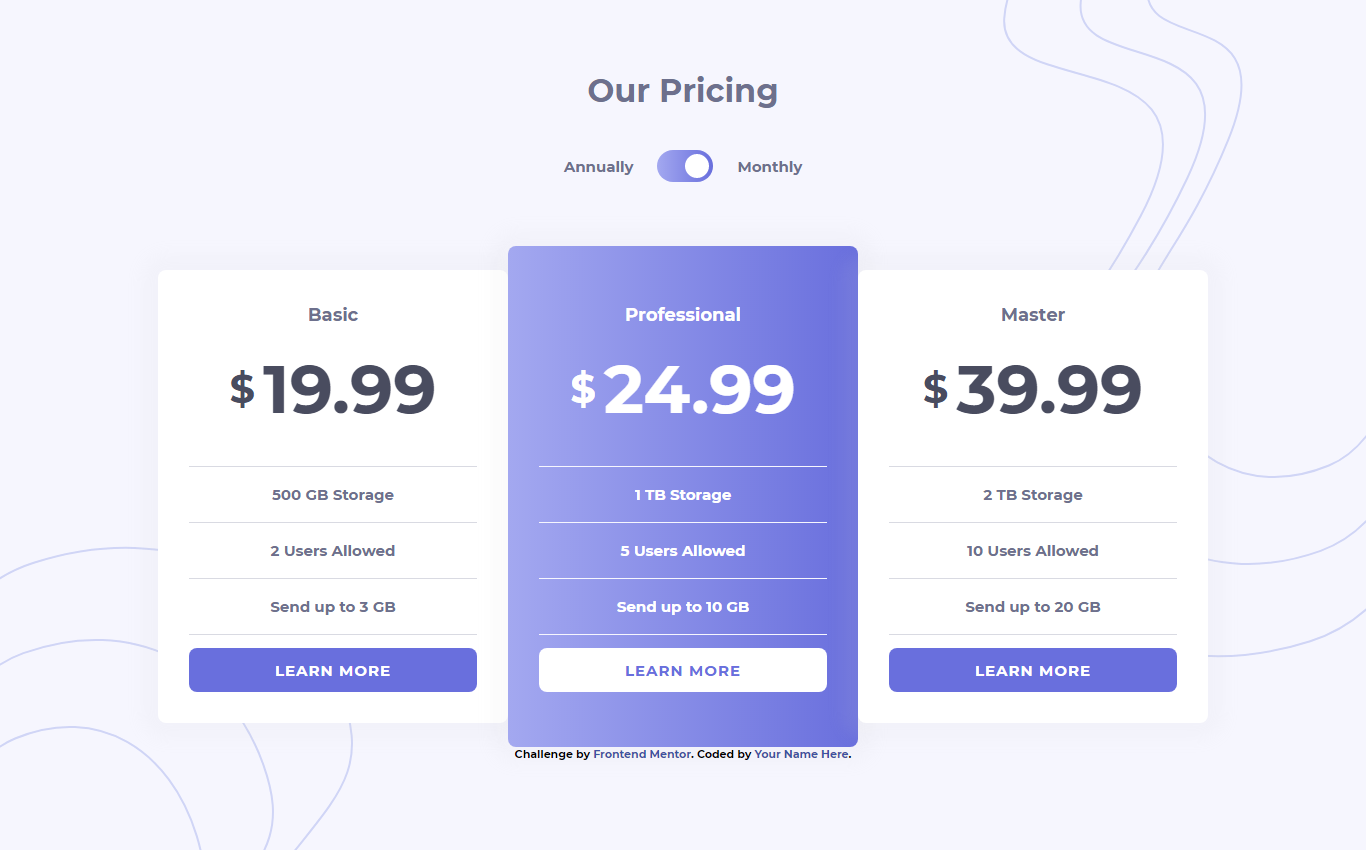 Our Pricing
Annually Monthly
Basic
$19.99
500 GB Storage
2 Users Allowed
Send up to 3 GB
LEARN MORE
Professional
$24.99
1 TB Storage
5 Users Allowed
Send up to 10 GB
LEARN MORE
Master
$39.99
2 TB Storage
10 Users Allowed
Send up to 20 GB
LEARN MORE
Challenge by Frontend Mentor. Coded by Your Name Here.